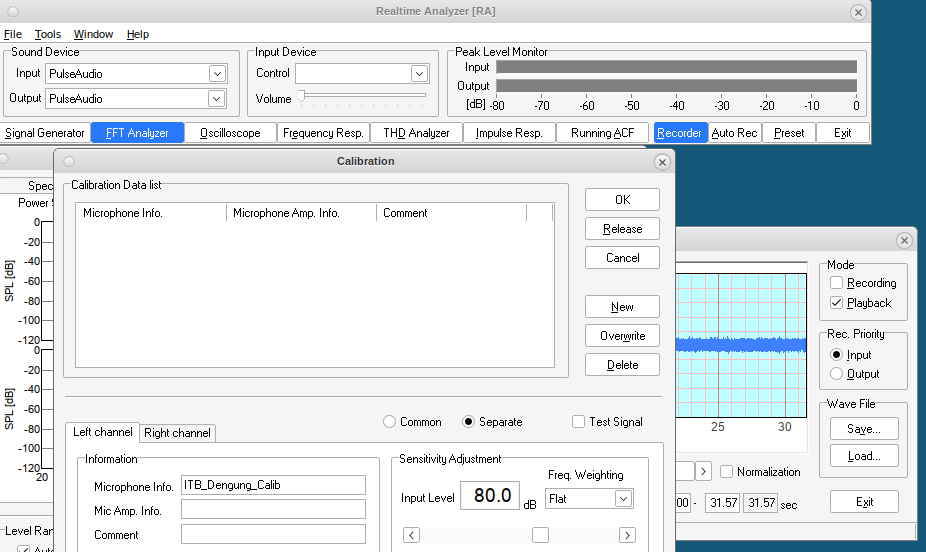 Realtime Analyzer [RA]
File Tools Window Help
Sound Device
Input PulseAudio
Output PulseAudio
Input Device
Control
Volume
Peak Level Monitor
Input
Output
[dB] -80 -70 -60 -50 -40 -30 -20 -10 0
Signal Generator FFT Analyzer Oscilloscope Frequency Resp. THD Analyzer Impulse Resp. Running ACF Recorder Auto Rec Preset Exit
Calibration
Calibration Data list
Microphone Info. Microphone Amp. Info. Comment
OK
Release
Cancel
New
Overwrite
Delete
Common Separate Test Signal
Left channel Right channel
Information
Microphone Info. ITB_Dengung_Calib
Mic Amp. Info.
Comment
Sensitivity Adjustment
Input Level 80.0 dB
Freq. Weighting
Flat
Spec
Power
SPL [dB]
0
-20
-40
-60
-80
-100
-120
SPL [dB]
0
-20
-40
-60
-80
-100
-120
20
Level Ran
25 30
Normalization
00 - 31.57 31.57 sec
Mode
Recording
Playback
Rec. Priority
Input
Output
Wave File
Save...
Load...
Exit